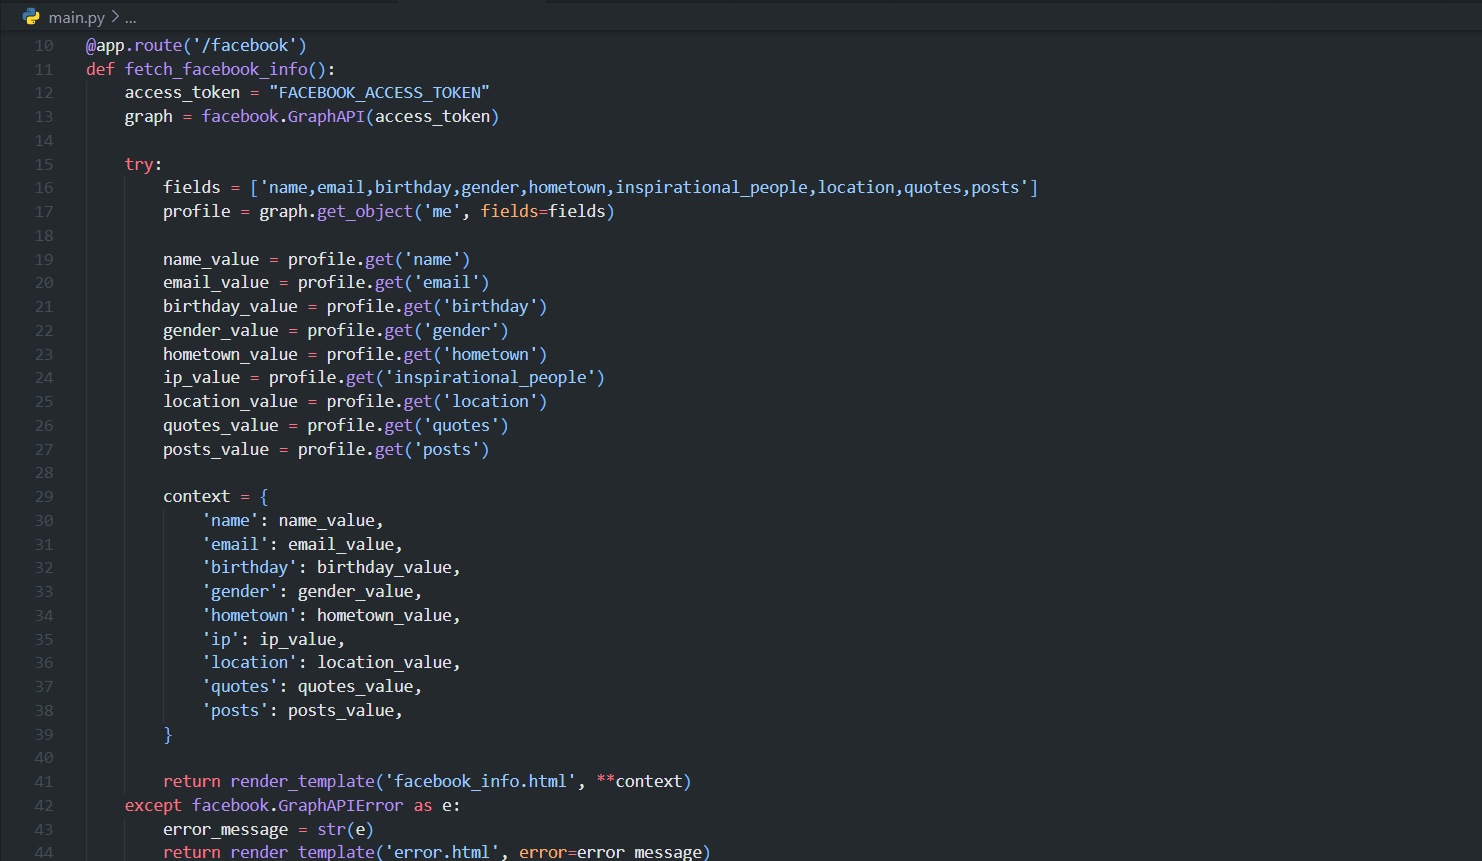 main.py > ...
10 @app.route('/facebook')
11 def fetch_facebook_info():
12     access_token = "FACEBOOK_ACCESS_TOKEN"
13     graph = facebook.GraphAPI(access_token)
14
15     try:
16         fields = ['name,email,birthday,gender,hometown,inspirational_people,location,quotes,posts']
17         profile = graph.get_object('me', fields=fields)
18
19         name_value = profile.get('name')
20         email_value = profile.get('email')
21         birthday_value = profile.get('birthday')
22         gender_value = profile.get('gender')
23         hometown_value = profile.get('hometown')
24         ip_value = profile.get('inspirational_people')
25         location_value = profile.get('location')
26         quotes_value = profile.get('quotes')
27         posts_value = profile.get('posts')
28
29         context = {
30             'name': name_value,
31             'email': email_value,
32             'birthday': birthday_value,
33             'gender': gender_value,
34             'hometown': hometown_value,
35             'ip': ip_value,
36             'location': location_value,
37             'quotes': quotes_value,
38             'posts': posts_value,
39         }
40
41         return render_template('facebook_info.html', **context)
42     except facebook.GraphAPIError as e:
43         error_message = str(e)
44         return render_template('error.html', error=error_message)